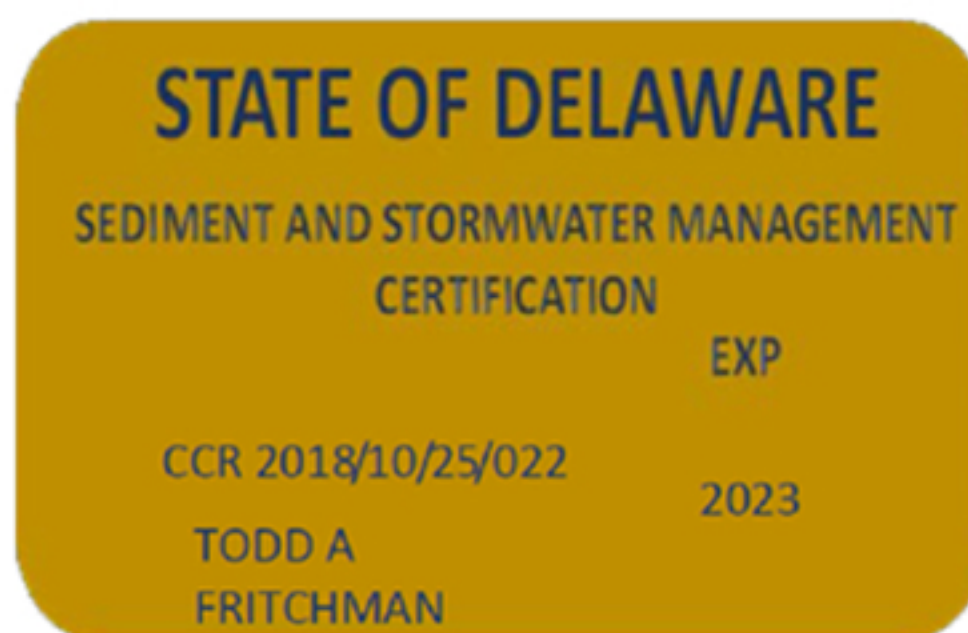 STATE OF DELAWARE
SEDIMENT AND STORMWATER MANAGEMENT
CERTIFICATION
EXP
CCR 2018/10/25/022
2023
TODD A
FRITCHMAN